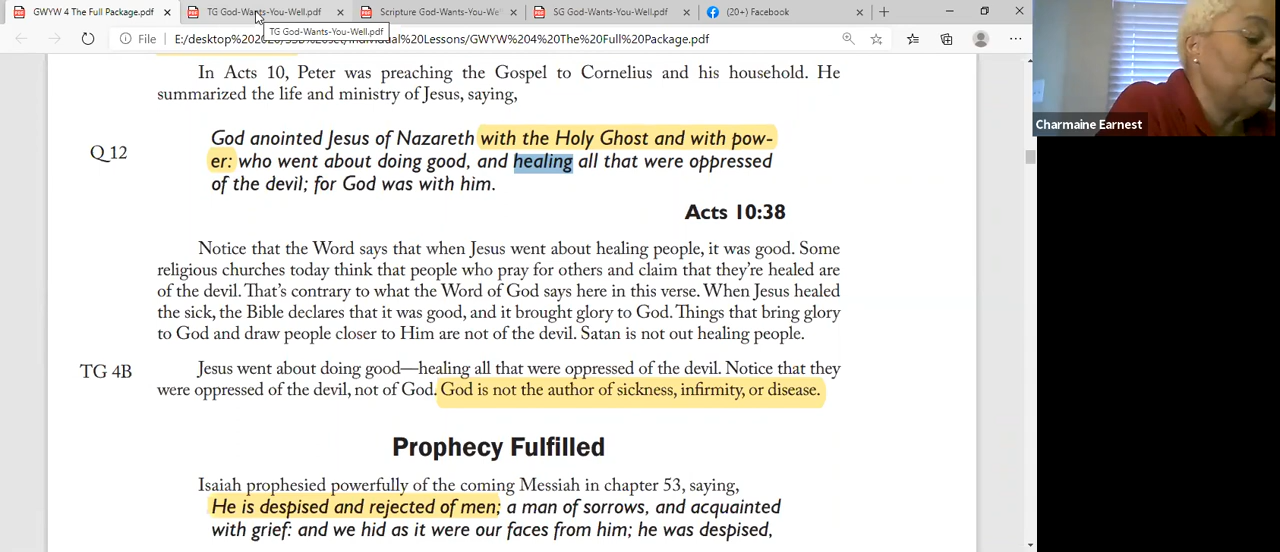 GWYW 4 The Full Package.pdf
TG God-Wants-You-Well.pdf
Scripture God-Wants-You-We
SG God-Wants-You-Well.pdf
(20+) Facebook
TG God-Wants-You-Well.pdf
File
GWYW%204%20The%20Full%20Package.pdf
In Acts 10, Peter was preaching the Gospel to Cornelius and his household. He
summarized the life and ministry of Jesus, saying,
Q 12
God anointed Jesus of Nazareth with the Holy Ghost and with pow-
er: who went about doing good, and healing all that were oppressed
of the devil; for God was with him.
Acts 10:38
Notice that the Word says that when Jesus went about healing people, it was good. Some
religious churches today think that people who pray for others and claim that they're healed are
of the devil. That's contrary to what the Word of God says here in this verse. When Jesus healed
the sick, the Bible declares that it was good, and it brought glory to God. Things that bring glory
to God and draw people closer to Him are not of the devil. Satan is not out healing people.
TG 4B
Jesus went about doing good—healing all that were oppressed of the devil. Notice that they
were oppressed of the devil, not of God. God is not the author of sickness, infirmity, or disease.
Prophecy Fulfilled
Isaiah prophesied powerfully of the coming Messiah in chapter 53, saying,
He is despised and rejected of men; a man of sorrows, and acquainted
with grief: and we hid as it were our faces from him; he was despised,
Charmaine Earnest